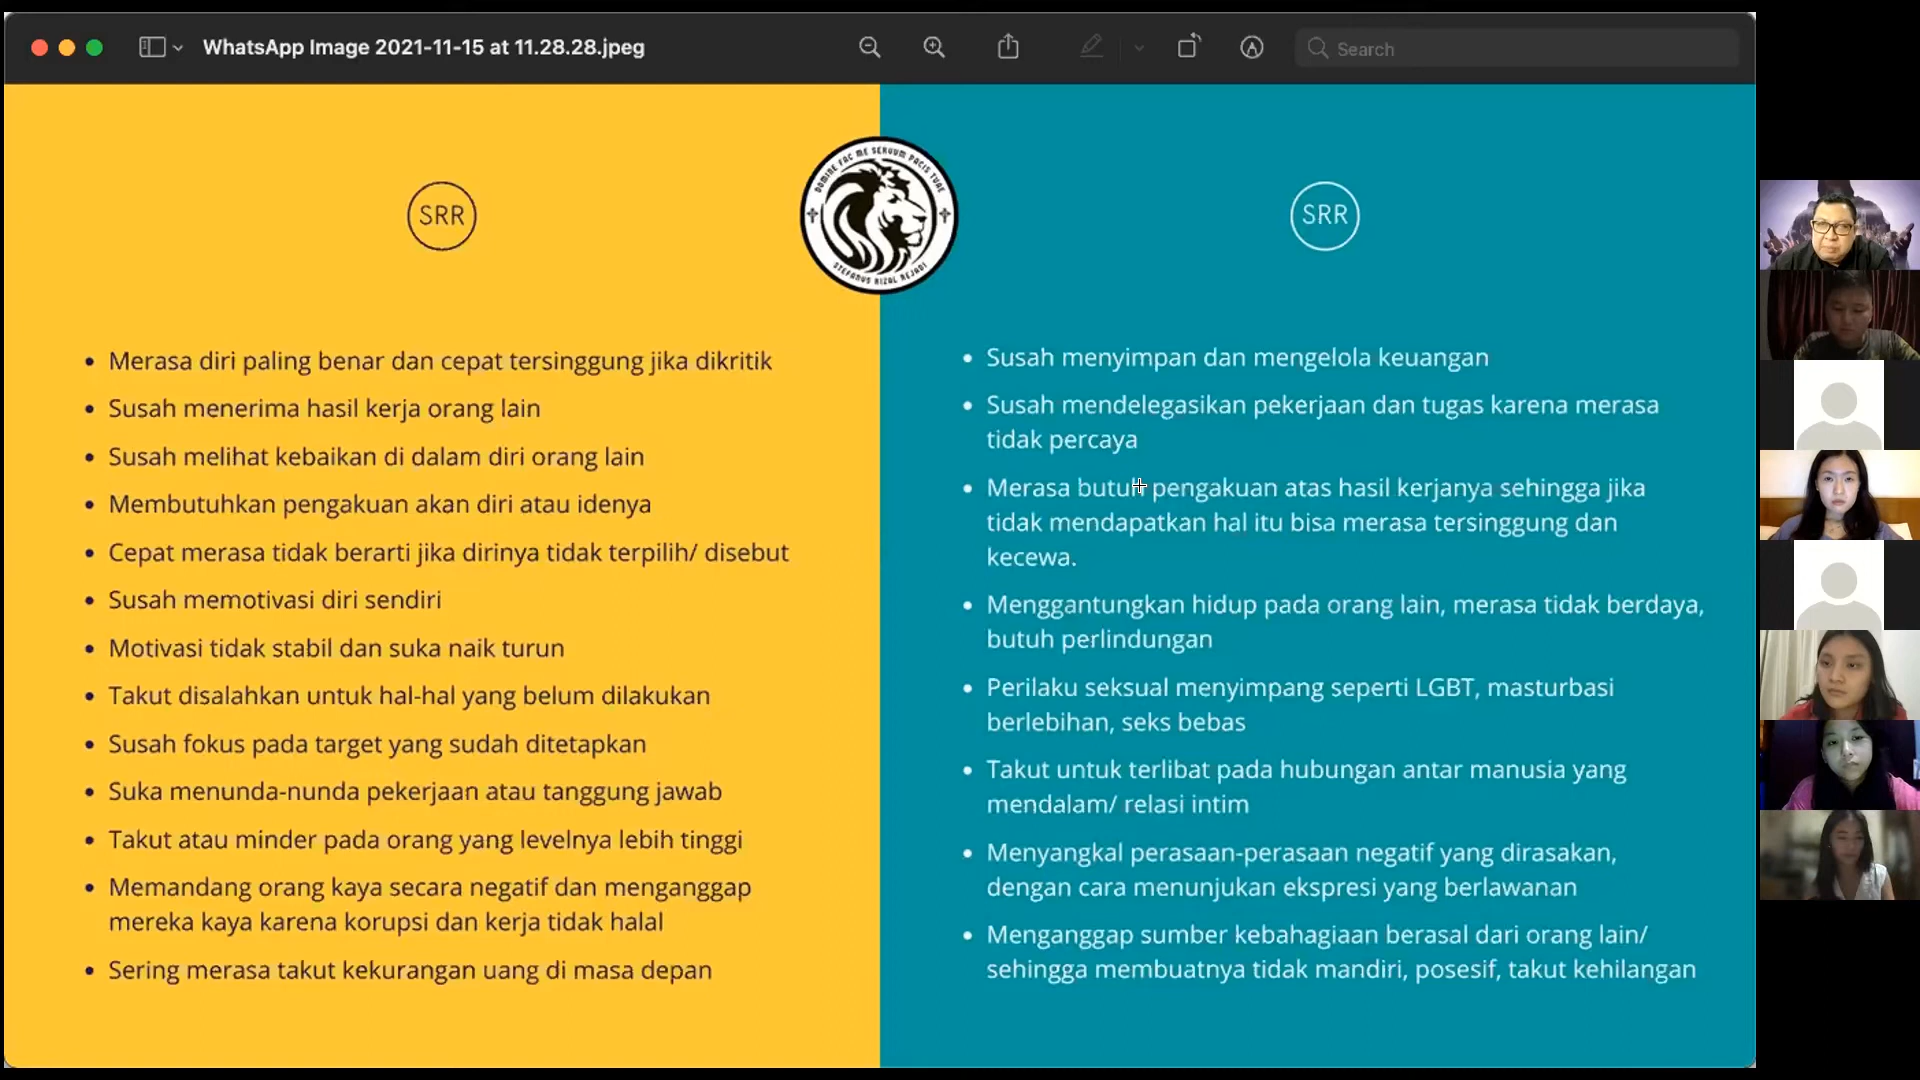 WhatsApp Image 2021-11-15 at 11.28.28.jpeg
Search
DOMINE FAC ME SERVUM PACIS TUAE
STEFANUS RIZAL REJADI
SRR
• Merasa diri paling benar dan cepat tersinggung jika dikritik
• Susah menerima hasil kerja orang lain
• Susah melihat kebaikan di dalam diri orang lain
• Membutuhkan pengakuan akan diri atau idenya
• Cepat merasa tidak berarti jika dirinya tidak terpilih/ disebut
• Susah memotivasi diri sendiri
• Motivasi tidak stabil dan suka naik turun
• Takut disalahkan untuk hal-hal yang belum dilakukan
• Susah fokus pada target yang sudah ditetapkan
• Suka menunda-nunda pekerjaan atau tanggung jawab
• Takut atau minder pada orang yang levelnya lebih tinggi
• Memandang orang kaya secara negatif dan menganggap
mereka kaya karena korupsi dan kerja tidak halal
• Sering merasa takut kekurangan uang di masa depan
SRR
• Susah menyimpan dan mengelola keuangan
• Susah mendelegasikan pekerjaan dan tugas karena merasa
tidak percaya
• Merasa butuh pengakuan atas hasil kerjanya sehingga jika
tidak mendapatkan hal itu bisa merasa tersinggung dan
kecewa.
• Menggantungkan hidup pada orang lain, merasa tidak berdaya,
butuh perlindungan
• Perilaku seksual menyimpang seperti LGBT, masturbasi
berlebihan, seks bebas
• Takut untuk terlibat pada hubungan antar manusia yang
mendalam/ relasi intim
• Menyangkal perasaan-perasaan negatif yang dirasakan,
dengan cara menunjukan ekspresi yang berlawanan
• Menganggap sumber kebahagiaan berasal dari orang lain/
sehingga membuatnya tidak mandiri, posesif, takut kehilangan